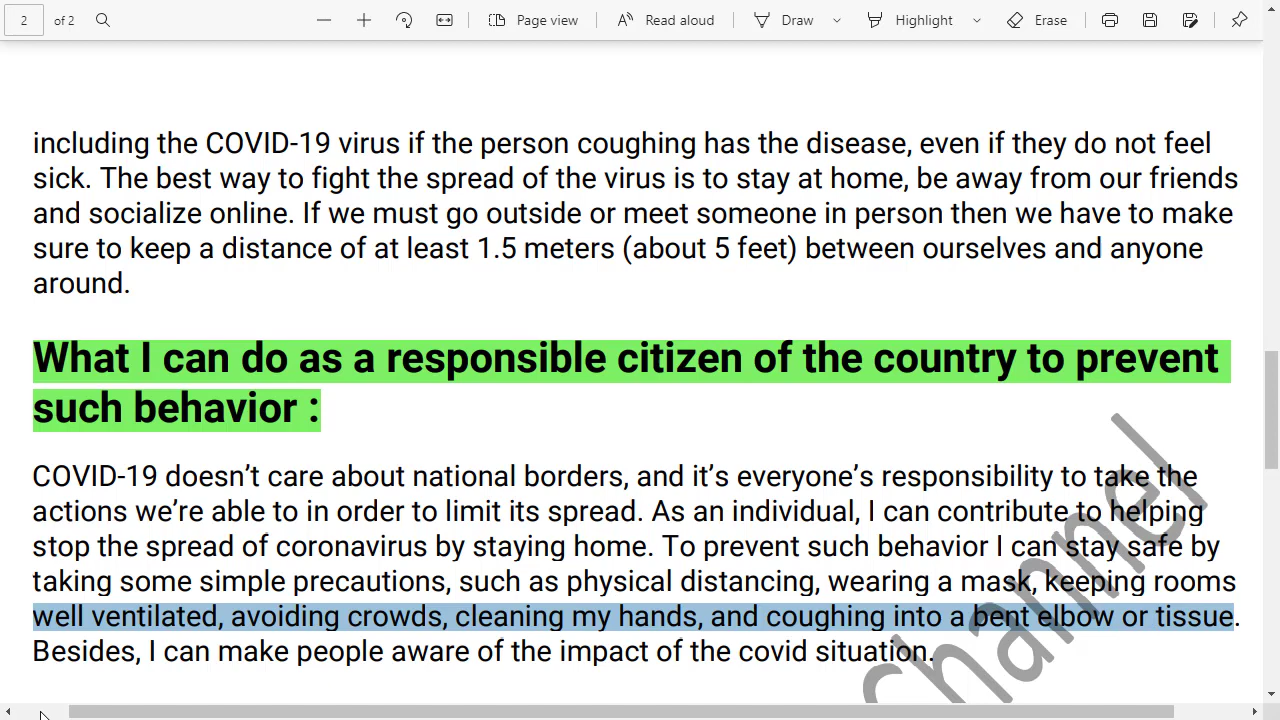 2 of 2 Page view Read aloud Draw Highlight Erase
including the COVID-19 virus if the person coughing has the disease, even if they do not feel
sick. The best way to fight the spread of the virus is to stay at home, be away from our friends
and socialize online. If we must go outside or meet someone in person then we have to make
sure to keep a distance of at least 1.5 meters (about 5 feet) between ourselves and anyone
around.
What I can do as a responsible citizen of the country to prevent
such behavior :
COVID-19 doesn’t care about national borders, and it’s everyone’s responsibility to take the
actions we’re able to in order to limit its spread. As an individual, I can contribute to helping
stop the spread of coronavirus by staying home. To prevent such behavior I can stay safe by
taking some simple precautions, such as physical distancing, wearing a mask, keeping rooms
well ventilated, avoiding crowds, cleaning my hands, and coughing into a bent elbow or tissue.
Besides, I can make people aware of the impact of the covid situation.
Channel